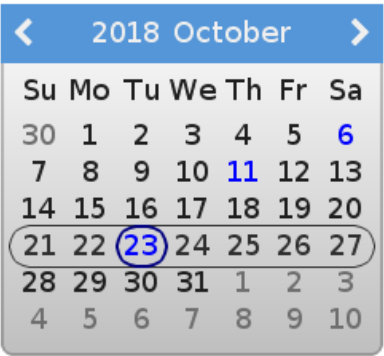 2018 October
Su Mo Tu We Th Fr Sa
30 1 2 3 4 5 6
7 8 9 10 11 12 13
14 15 16 17 18 19 20
21 22 23 24 25 26 27
28 29 30 31 1 2 3
4 5 6 7 8 9 10